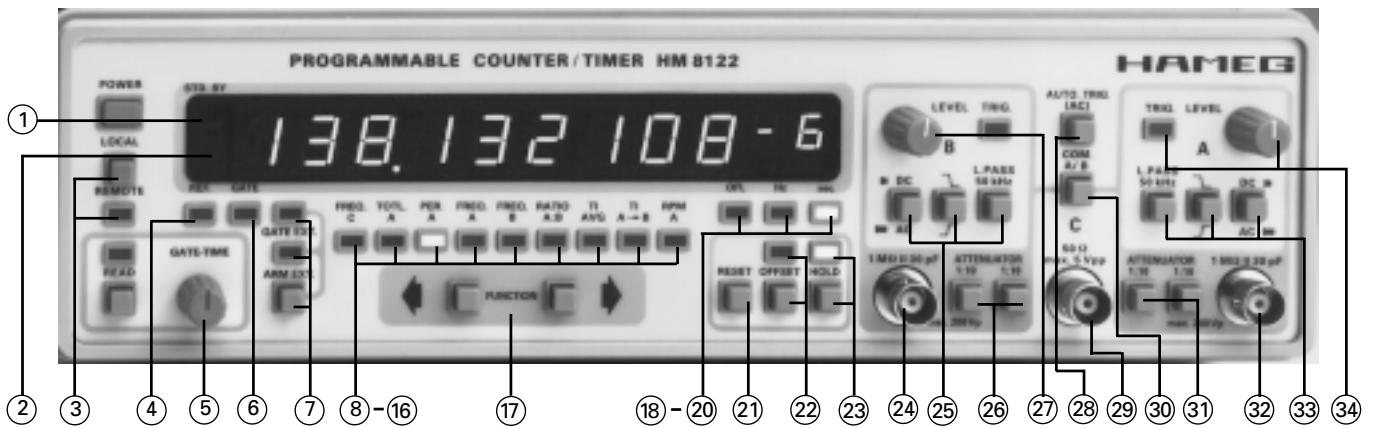 PROGRAMMABLE COUNTER/TIMER HM 8122
HAMEG
POWER
STD. BY
138.132 108 -6
LOCAL
REMOTE
REF. GATE
GATE EXT.
ARM EXT.
READ
GATE-TIME
FREQ. C
TOTL. A
PER. A
FREQ. A
FREQ. B
RATIO A:B
TI AVG
TI A→B
RPM A
FUNCTION
OFL Hz sec
RESET OFFSET HOLD
LEVEL TRIG.
B
DC
AC
L.PASS
50 kHz
1 MΩ II 30 pF
ATTENUATOR
1:10 1:10
AUTO. TRIG.
(AC)
COM.
A/B
C
50 Ω
max. 5 Vpp
TRIG. LEVEL
A
L.PASS
50 kHz
DC
AC
ATTENUATOR
1:10 1:10
1 MΩ II 30 pF
1
2 3 4 5 6 7 8 - 16 17 18 - 20 21 22 23 24 25 26 27 28 29 30 31 32 33 34